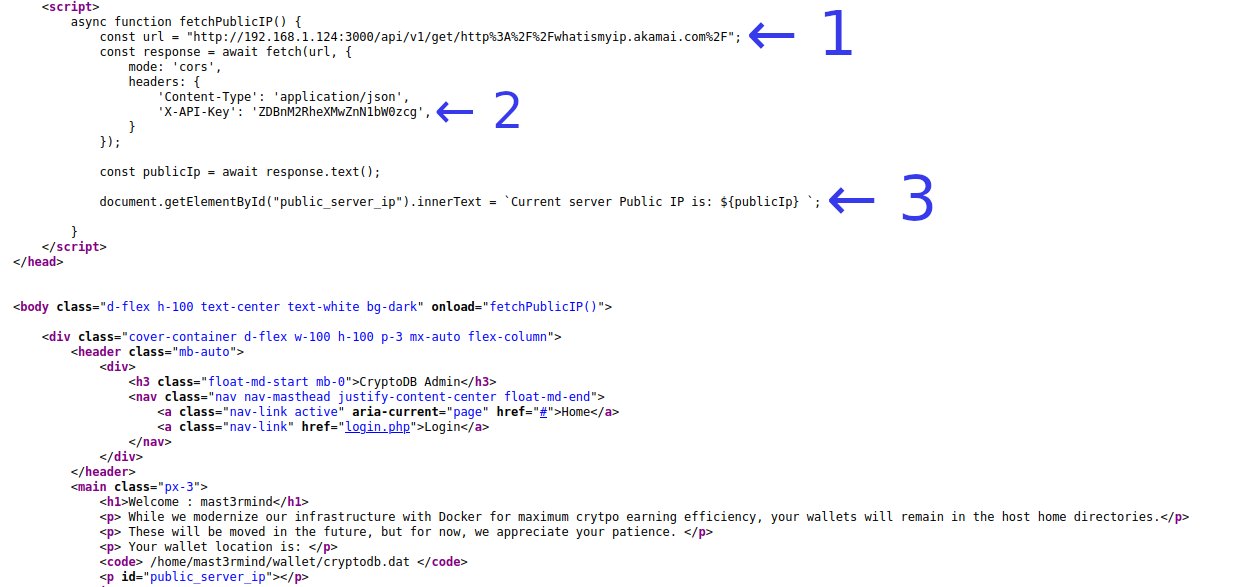 <script>
async function fetchPublicIP() {
const url = "http://192.168.1.124:3000/api/v1/get/http%3A%2F%2Fwhatismyip.akamai.com%2F"; ← 1
const response = await fetch(url, {
mode: 'cors',
headers: {
'Content-Type': 'application/json',
'X-API-Key': 'ZDBnM2RheXMwZnN1bW0zcg', ← 2
}
});
const publicIp = await response.text();
document.getElementById("public_server_ip").innerText = `Current server Public IP is: ${publicIp} `; ← 3
}
</script>
</head>
<body class="d-flex h-100 text-center text-white bg-dark" onload="fetchPublicIP()">
<div class="cover-container d-flex w-100 h-100 p-3 mx-auto flex-column">
<header class="mb-auto">
<div>
<h3 class="float-md-start mb-0">CryptoDB Admin</h3>
<nav class="nav nav-masthead justify-content-center float-md-end">
<a class="nav-link active" aria-current="page" href="#">Home</a>
<a class="nav-link" href="login.php">Login</a>
</nav>
</div>
</header>
<main class="px-3">
<h1>Welcome : mast3rmind</h1>
<p> While we modernize our infrastructure with Docker for maximum crytpo earning efficiency, your wallets will remain in the host home directories.</p>
<p> These will be moved in the future, but for now, we appreciate your patience. </p>
<p> Your wallet location is: </p>
<code> /home/mast3rmind/wallet/cryptodb.dat </code>
<p id="public_server_ip"></p>